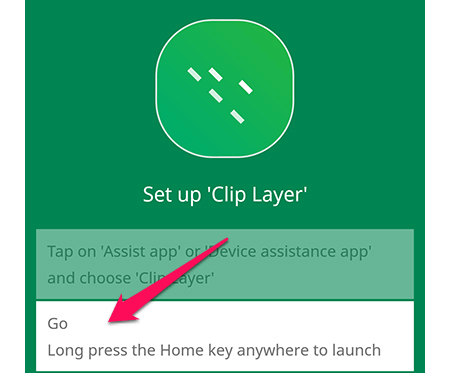 Set up 'Clip Layer'
Tap on 'Assist app' or 'Device assistance app'
and choose 'Clip Layer'
Go
Long press the Home key anywhere to launch